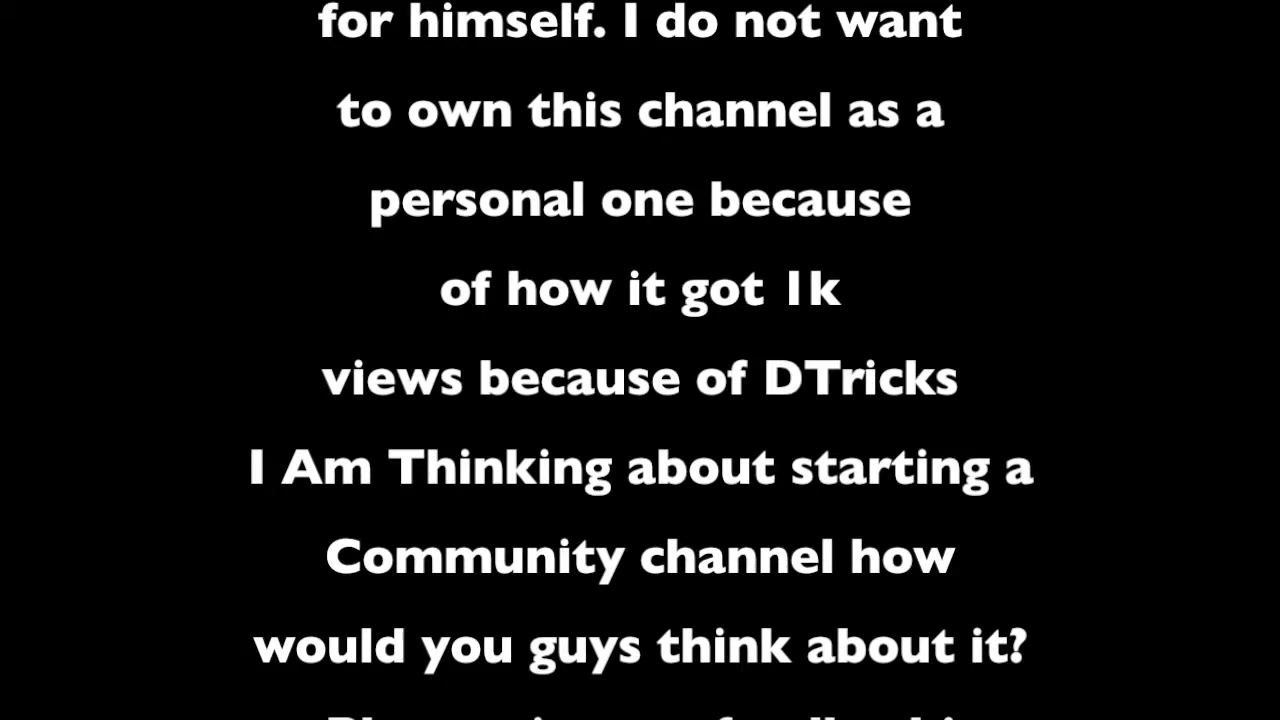 for himself. I do not want
to own this channel as a
personal one because
of how it got 1k
views because of DTricks
I Am Thinking about starting a
Community channel how
would you guys think about it?